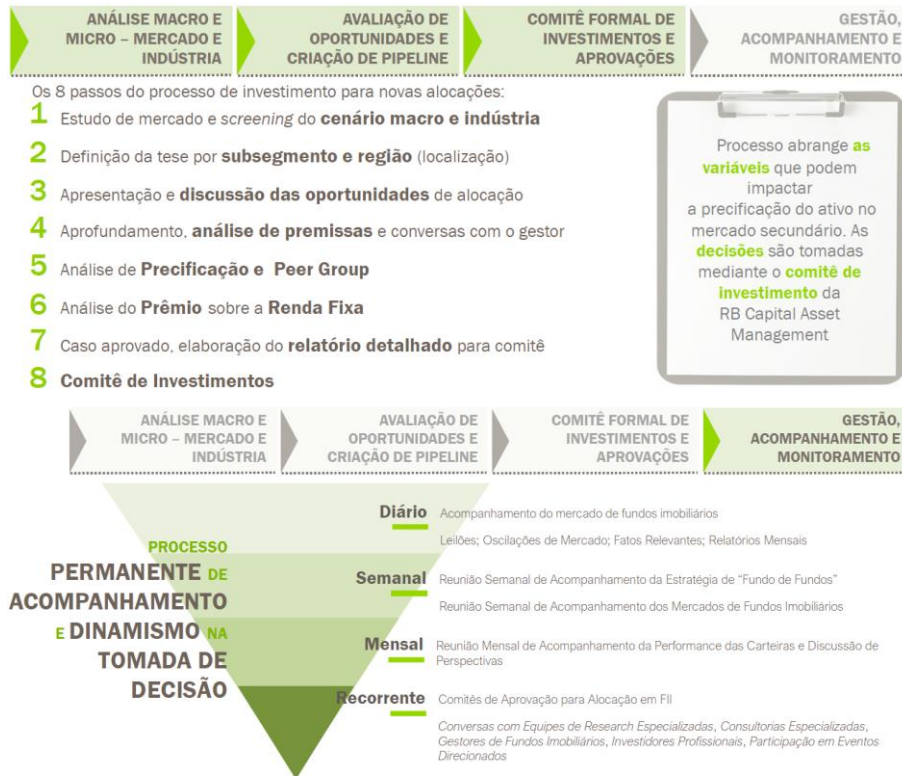 ANÁLISE MACRO E
MICRO – MERCADO E
INDÚSTRIA
AVALIAÇÃO DE
OPORTUNIDADES E
CRIAÇÃO DE PIPELINE
COMITÊ FORMAL DE
INVESTIMENTOS E
APROVAÇÕES
GESTÃO,
ACOMPANHAMENTO E
MONITORAMENTO
Os 8 passos do processo de investimento para novas alocações:
1 Estudo de mercado e screening do cenário macro e indústria
2 Definição da tese por subsegmento e região (localização)
3 Apresentação e discussão das oportunidades de alocação
4 Aprofundamento, análise de premissas e conversas com o gestor
5 Análise de Precificação e Peer Group
6 Análise do Prêmio sobre a Renda Fixa
7 Caso aprovado, elaboração do relatório detalhado para comitê
8 Comitê de Investimentos
Processo abrange as
variáveis que podem
impactar
a precificação do ativo no
mercado secundário. As
decisões são tomadas
mediante o comitê de
investimento da
RB Capital Asset
Management
ANÁLISE MACRO E
MICRO – MERCADO E
INDÚSTRIA
AVALIAÇÃO DE
OPORTUNIDADES E
CRIAÇÃO DE PIPELINE
COMITÊ FORMAL DE
INVESTIMENTOS E
APROVAÇÕES
GESTÃO,
ACOMPANHAMENTO E
MONITORAMENTO
PROCESSO
PERMANENTE DE
ACOMPANHAMENTO
E DINAMISMO NA
TOMADA DE
DECISÃO
Diário Acompanhamento do mercado de fundos imobiliários
Leilões; Oscilações de Mercado; Fatos Relevantes; Relatórios Mensais
Semanal Reunião Semanal de Acompanhamento da Estratégia de “Fundo de Fundos”
Reunião Semanal de Acompanhamento dos Mercados de Fundos Imobiliários
Mensal Reunião Mensal de Acompanhamento da Performance das Carteiras e Discussão de
Perspectivas
Recorrente Comitês de Aprovação para Alocação em FII
Conversas com Equipes de Research Especializadas, Consultorias Especializadas,
Gestores de Fundos Imobiliários, Investidores Profissionais, Participação em Eventos
Direcionados